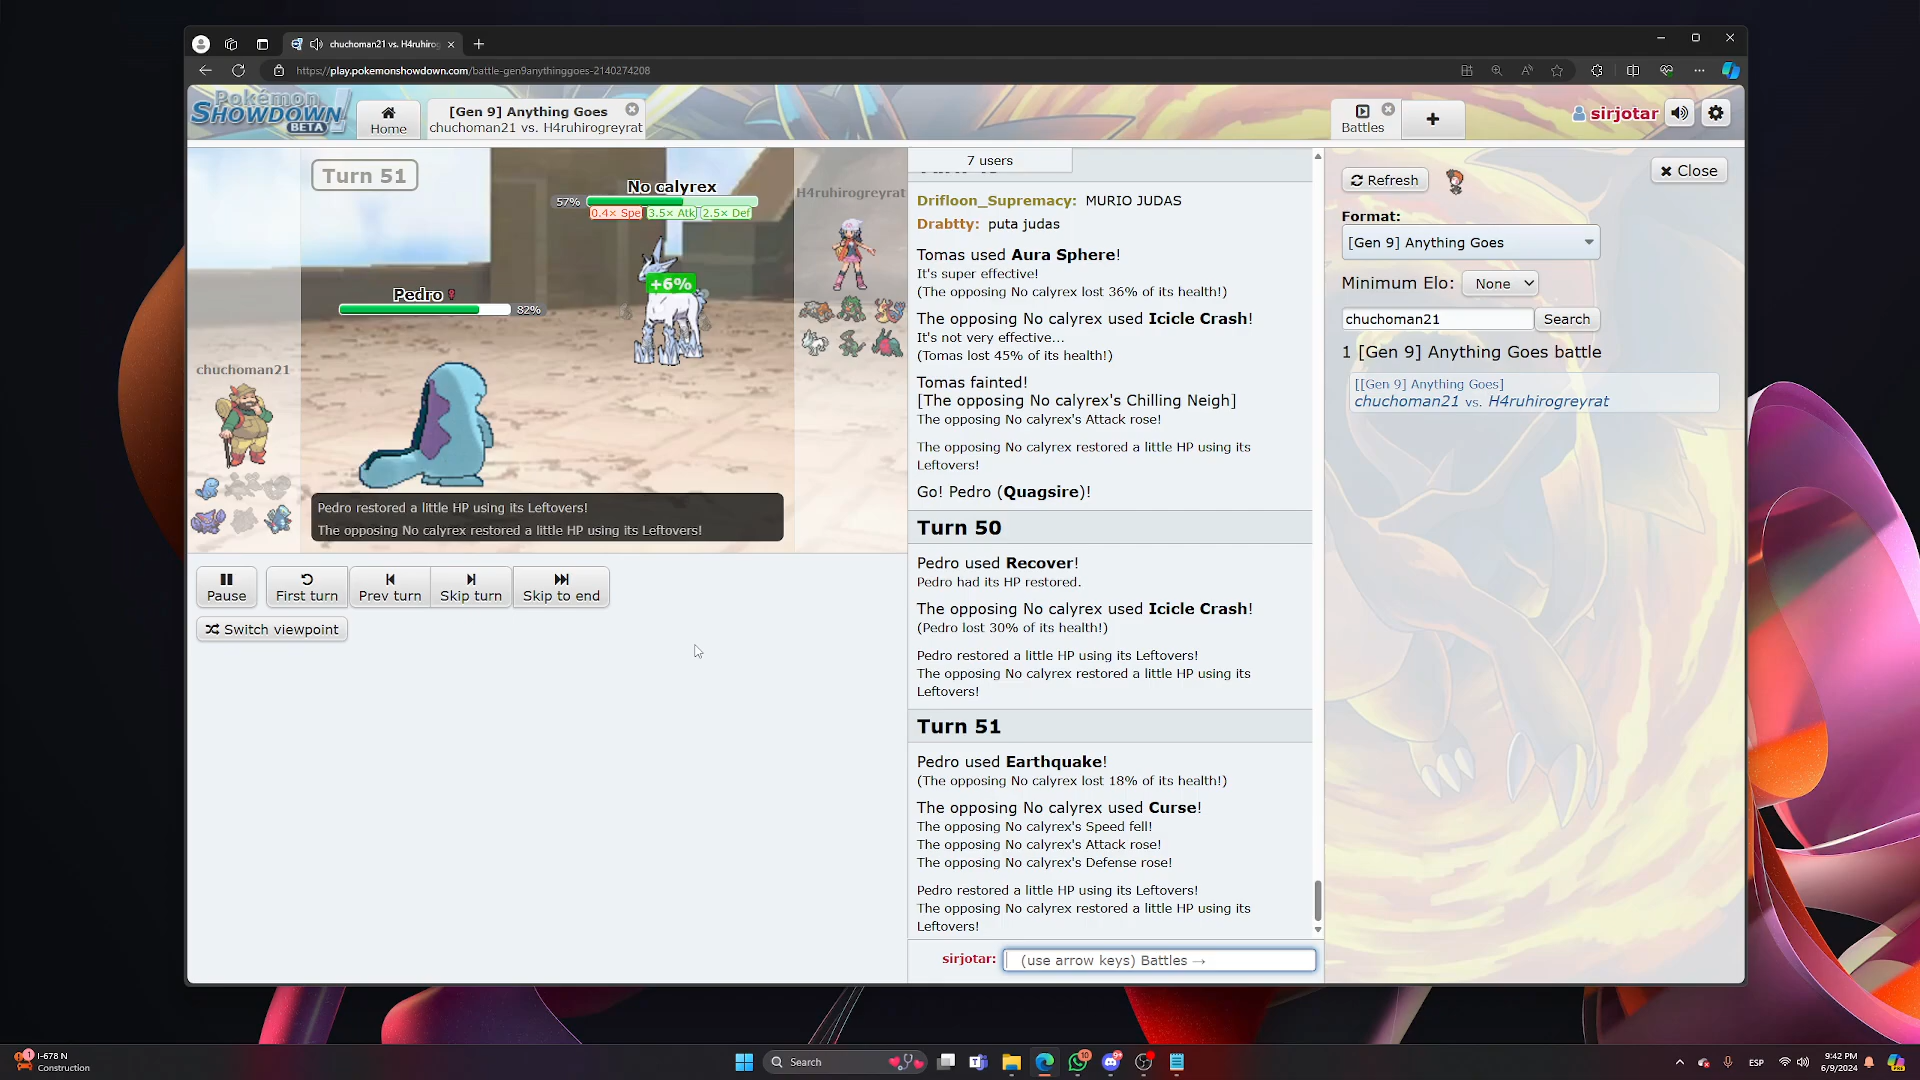 chuchoman21 vs. H4ruhirog
https://play.pokemonshowdown.com/battle-gen9anythinggoes-2140274208
Pokémon
SHOWDOWN!
BETA
Home
[Gen 9] Anything Goes
chuchoman21 vs. H4ruhirogreyrat
Battles
sirjotar
Turn 51
No calyrex
57%
0.4× Spe 3.5× Atk 2.5× Def
+6%
Pedro
82%
H4ruhirogreyrat
chuchoman21
Pedro restored a little HP using its Leftovers!
The opposing No calyrex restored a little HP using its Leftovers!
Pause
First turn
Prev turn
Skip turn
Skip to end
Switch viewpoint
7 users
Drifloon_Supremacy: MURIO JUDAS
Drabtty: puta judas
Tomas used Aura Sphere!
It's super effective!
(The opposing No calyrex lost 36% of its health!)
The opposing No calyrex used Icicle Crash!
It's not very effective...
(Tomas lost 45% of its health!)
Tomas fainted!
[The opposing No calyrex's Chilling Neigh]
The opposing No calyrex's Attack rose!
The opposing No calyrex restored a little HP using its
Leftovers!
Go! Pedro (Quagsire)!
Turn 50
Pedro used Recover!
Pedro had its HP restored.
The opposing No calyrex used Icicle Crash!
(Pedro lost 30% of its health!)
Pedro restored a little HP using its Leftovers!
The opposing No calyrex restored a little HP using its
Leftovers!
Turn 51
Pedro used Earthquake!
(The opposing No calyrex lost 18% of its health!)
The opposing No calyrex used Curse!
The opposing No calyrex's Speed fell!
The opposing No calyrex's Attack rose!
The opposing No calyrex's Defense rose!
Pedro restored a little HP using its Leftovers!
The opposing No calyrex restored a little HP using its
Leftovers!
sirjotar: (use arrow keys) Battles →
Refresh
Close
Format:
[Gen 9] Anything Goes
Minimum Elo: None
chuchoman21 Search
1 [Gen 9] Anything Goes battle
[[Gen 9] Anything Goes]
chuchoman21 vs. H4ruhirogreyrat
I-678 N
Construction
Search
10
ESP
9:42 PM
6/9/2024